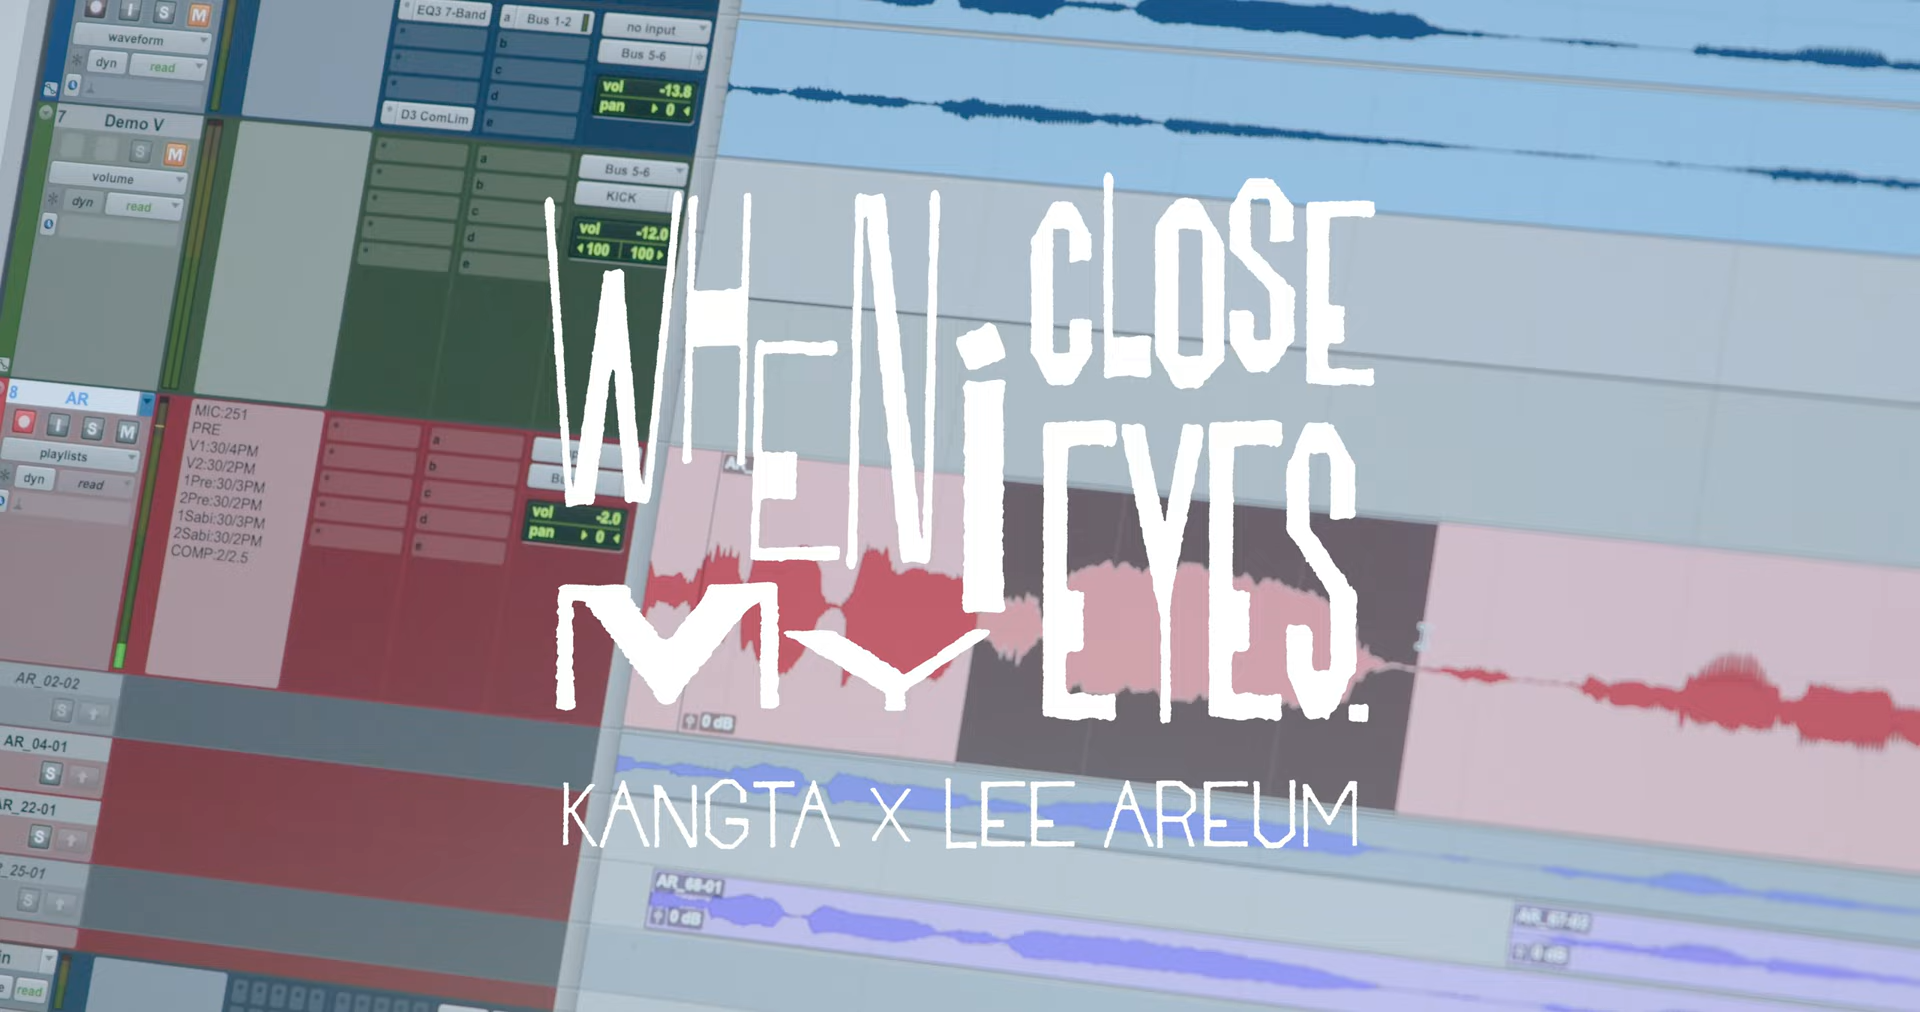 I S M
waveform
dyn read
EQ3 7-Band
D3 ComLim
a Bus 1-2
b
c
d
e
no input
Bus 5-6
vol -13.8
pan 0
7 Demo V
S M
volume
dyn read
a
b
c
d
e
Bus 5-6
KICK
vol -12.0
100 100
8 AR
I S M
playlists
dyn read
MIC:251
PRE
V1:30/4PM
V2:30/2PM
1Pre:30/3PM
2Pre:30/2PM
1Sabi:30/3PM
2Sabi:30/2PM
COMP:2/2.5
a
b
c
d
e
vol -2.0
pan 0
WHEN i CLOSE
MY EYES.
KANGTA X LEE AREUM
0 dB
AR_02-02
S
AR_04-01
S
AR_22-01
S
_25-01
S
AR_68-01
0 dB
0 dB
in
read